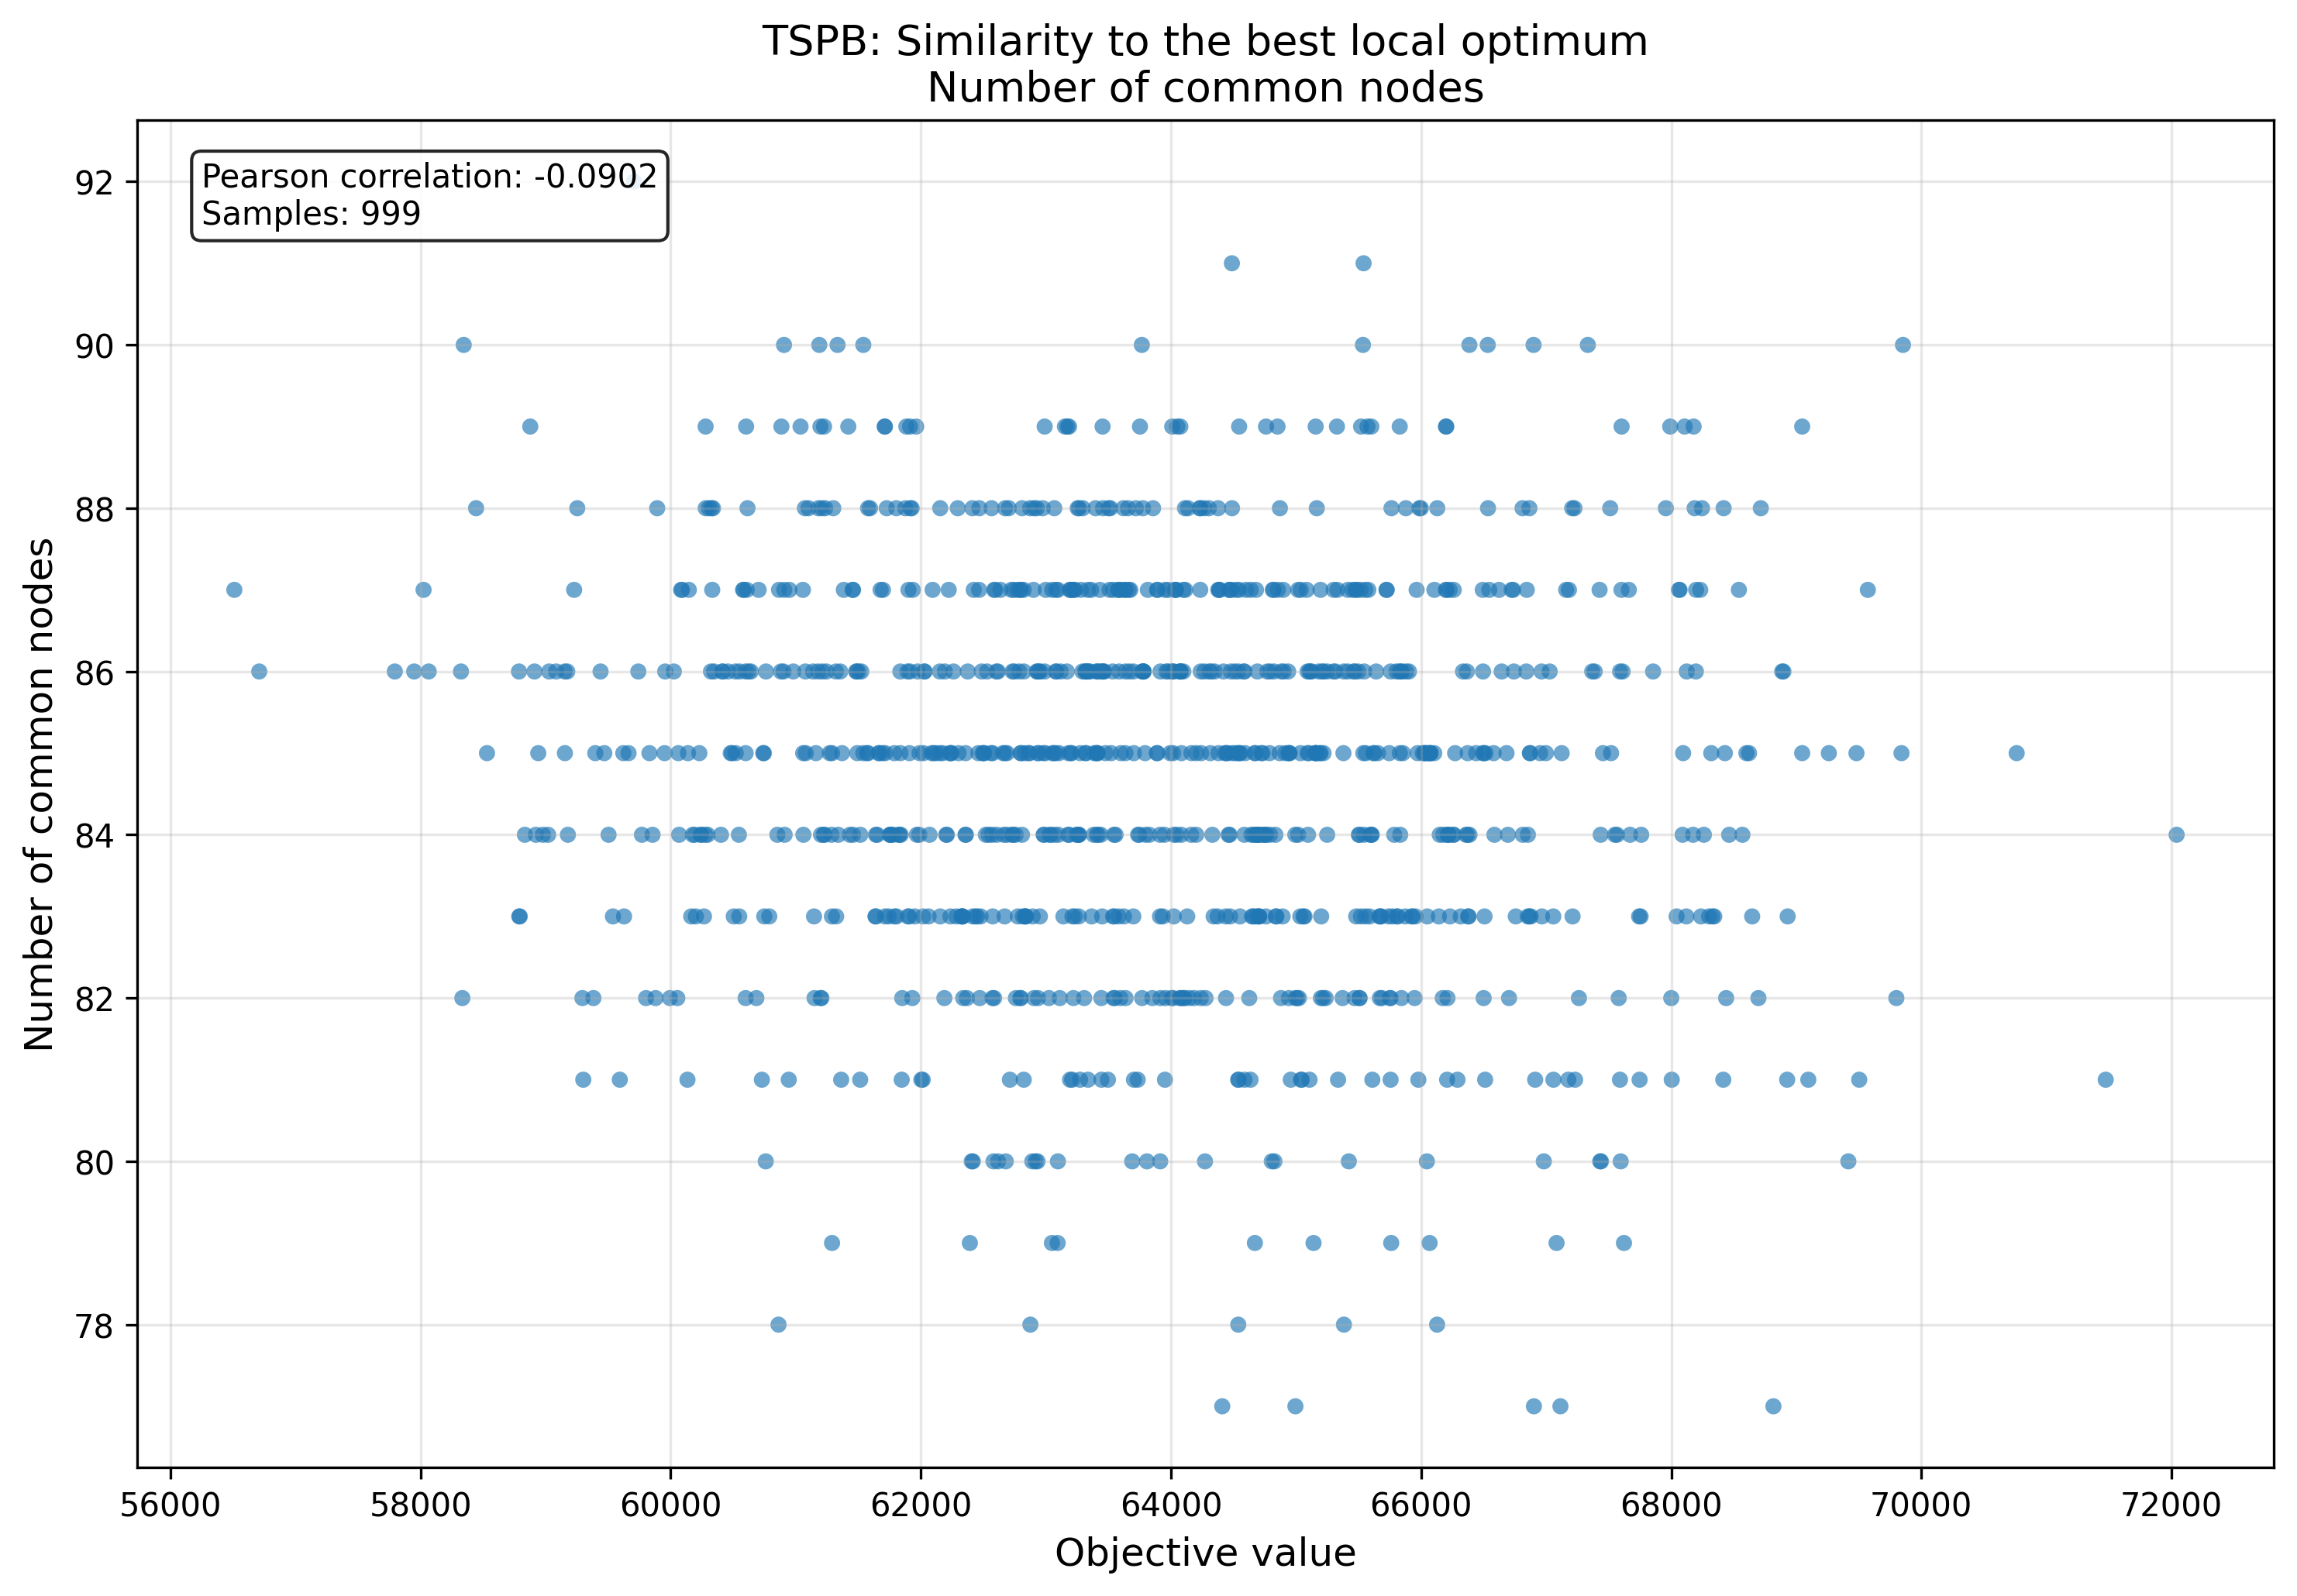 TSPB: Similarity to the best local optimum
Number of common nodes
Pearson correlation: -0.0902
Samples: 999
Number of common nodes
92
90
88
86
84
82
80
78
56000 58000 60000 62000 64000 66000 68000 70000 72000
Objective value